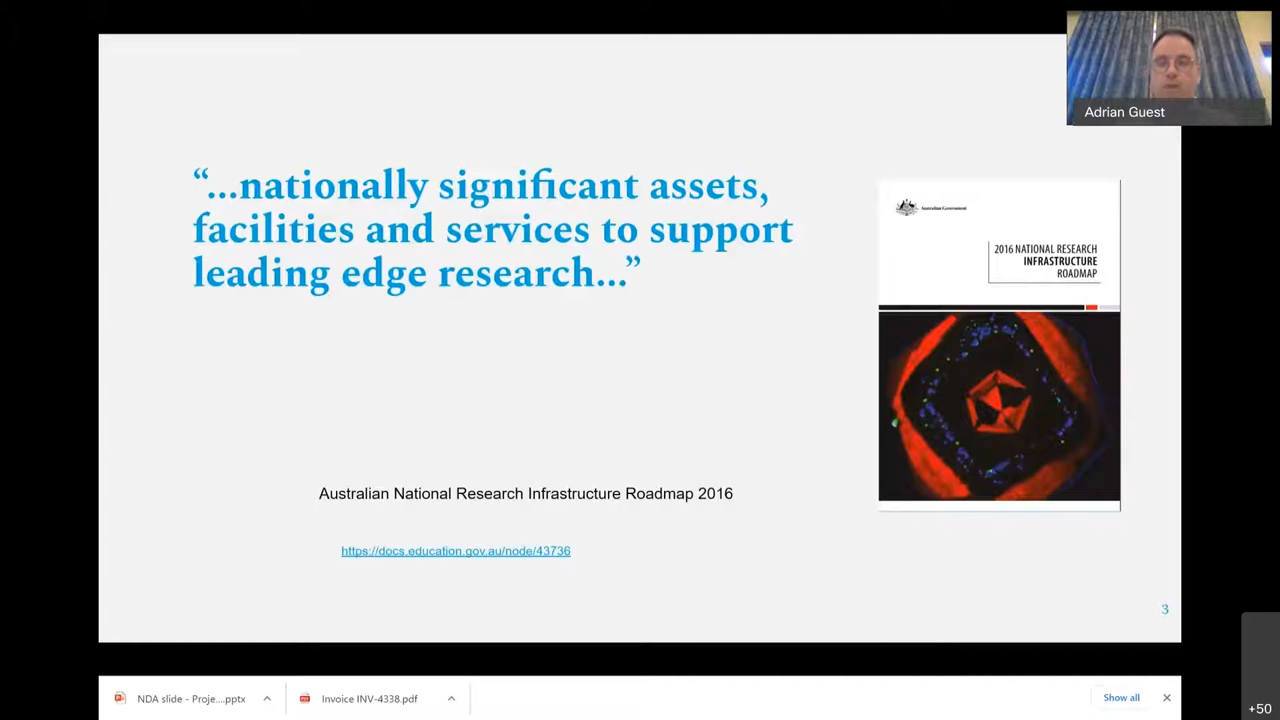 Adrian Guest
“...nationally significant assets,
facilities and services to support
leading edge research...”
Australian Government
2016 NATIONAL RESEARCH
INFRASTRUCTURE
ROADMAP
Australian National Research Infrastructure Roadmap 2016
https://docs.education.gov.au/node/43736
3
NDA slide - Proje....pptx
Invoice INV-4338.pdf
Show all
+50